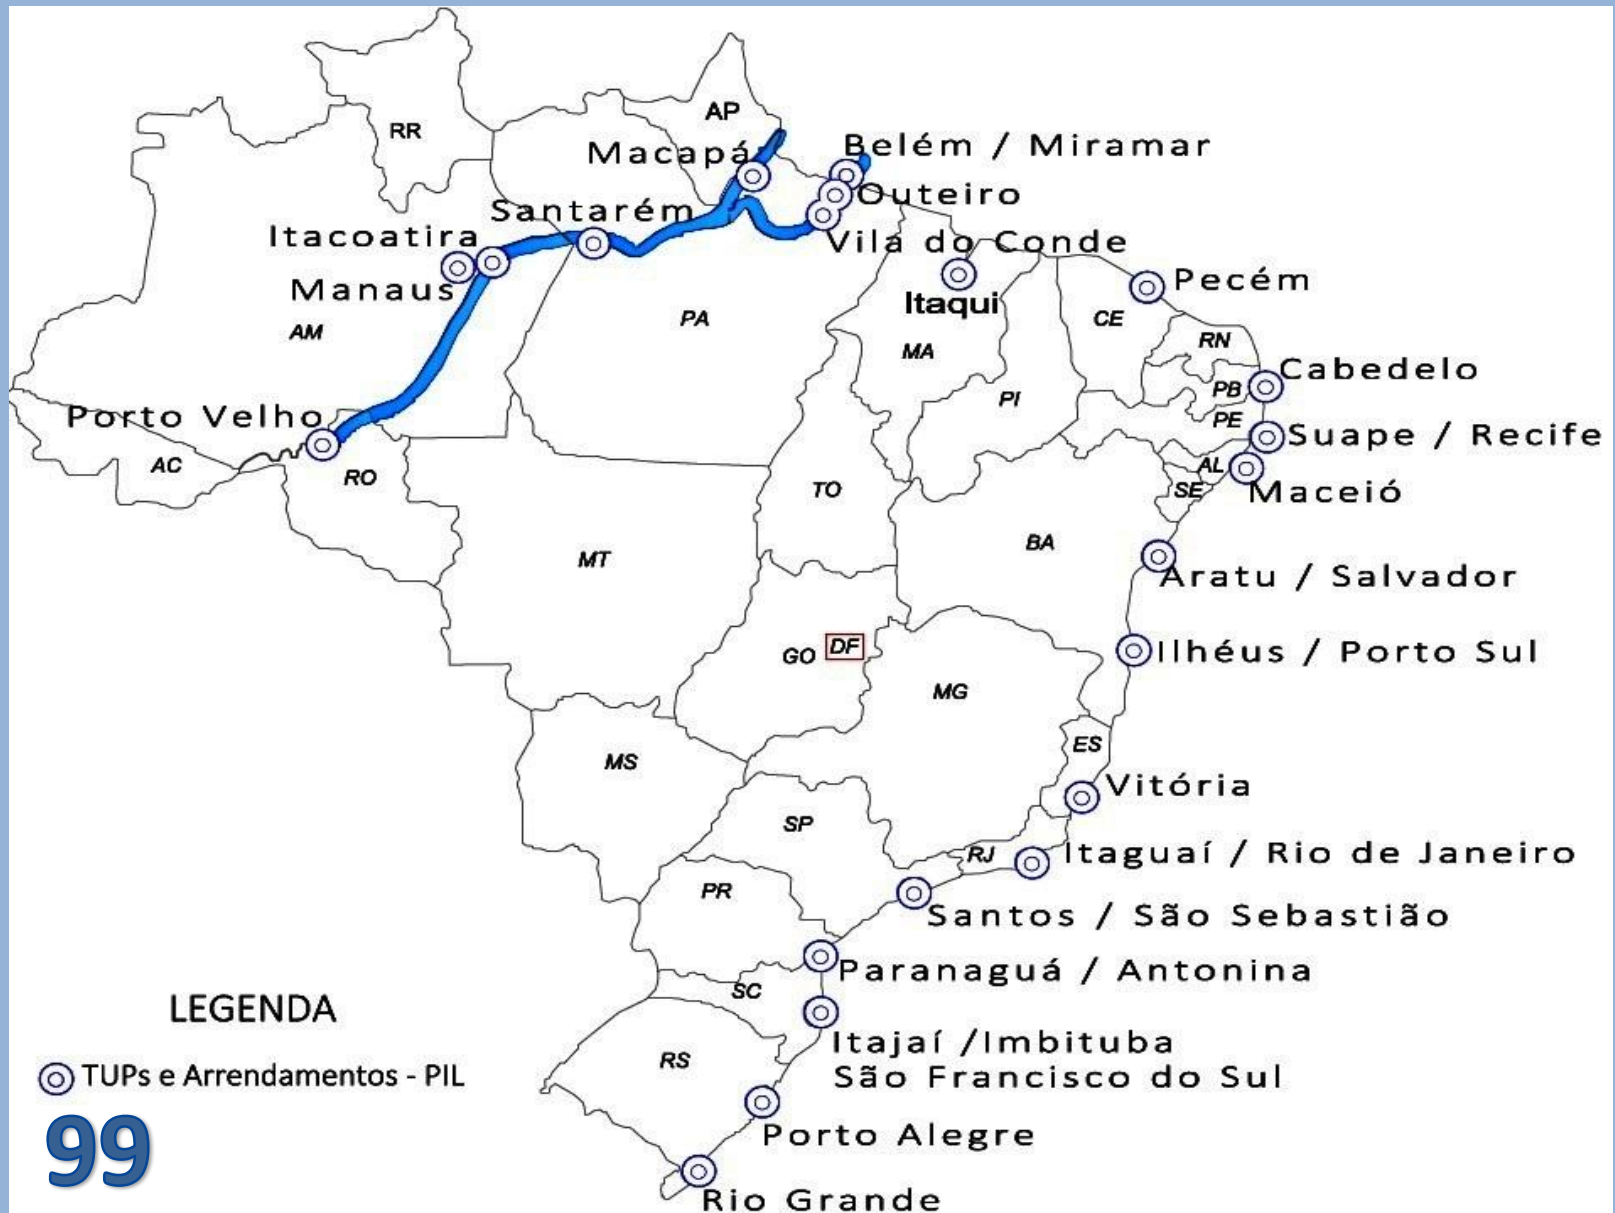 RR
AP
Macapá
Belém / Miramar
Outeiro
Santarém
Itacoatira
Vila do Conde
Manaus
Itaqui
Pecém
AM
PA
MA
CE
RN
PI
PB
Cabedelo
PE
Porto Velho
Suape / Recife
AC
RO
TO
AL
SE
Maceió
MT
BA
Aratu / Salvador
GO
DF
Ilhéus / Porto Sul
MG
ES
MS
Vitória
SP
RJ
Itaguaí / Rio de Janeiro
PR
Santos / São Sebastião
Paranaguá / Antonina
SC
Itajaí /Imbituba
São Francisco do Sul
RS
Porto Alegre
Rio Grande
LEGENDA
TUPs e Arrendamentos - PIL
99